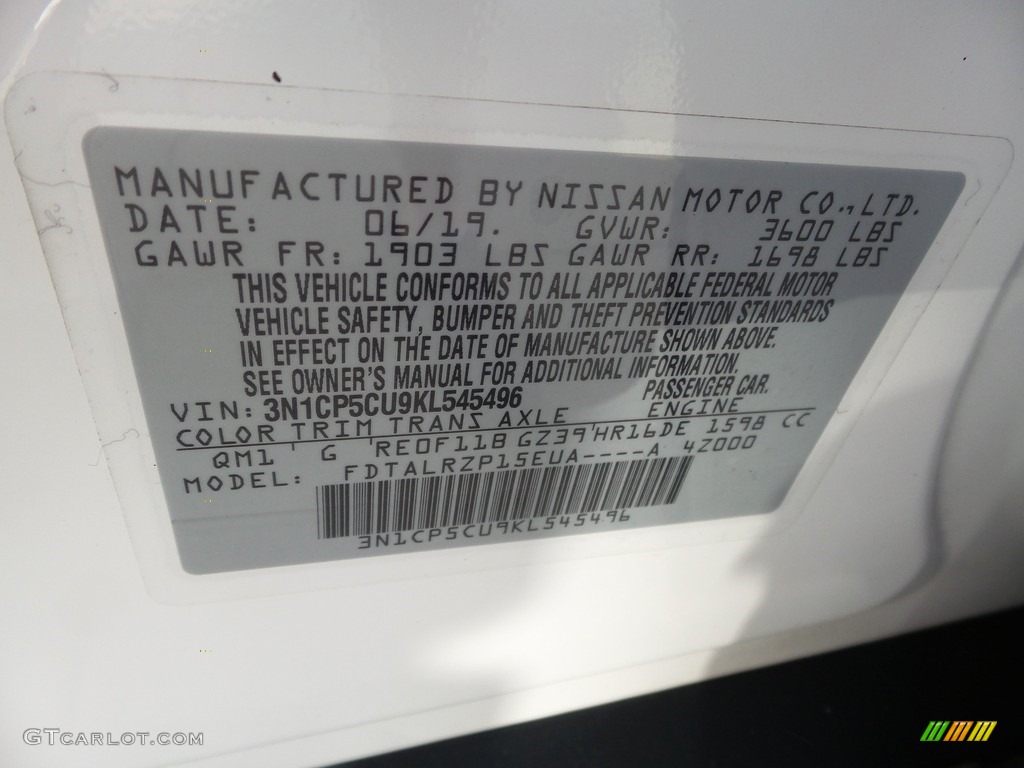 MANUFACTURED BY NISSAN MOTOR CO.,LTD.
DATE: 06/19. GVWR: 3600 LBS
GAWR FR: 1903 LBS GAWR RR: 1698 LBS
THIS VEHICLE CONFORMS TO ALL APPLICABLE FEDERAL MOTOR
VEHICLE SAFETY, BUMPER AND THEFT PREVENTION STANDARDS
IN EFFECT ON THE DATE OF MANUFACTURE SHOWN ABOVE.
SEE OWNER'S MANUAL FOR ADDITIONAL INFORMATION.
VIN: 3N1CP5CU9KL545496 PASSENGER CAR.
COLOR TRIM TRANS AXLE ENGINE
QM1 ' G 'RE0F11B GZ39'HR16DE 1598 CC
MODEL: FDTALRZP15EUA----A 4Z000
3N1CP5CU9KL545496
GTCARLOT.COM